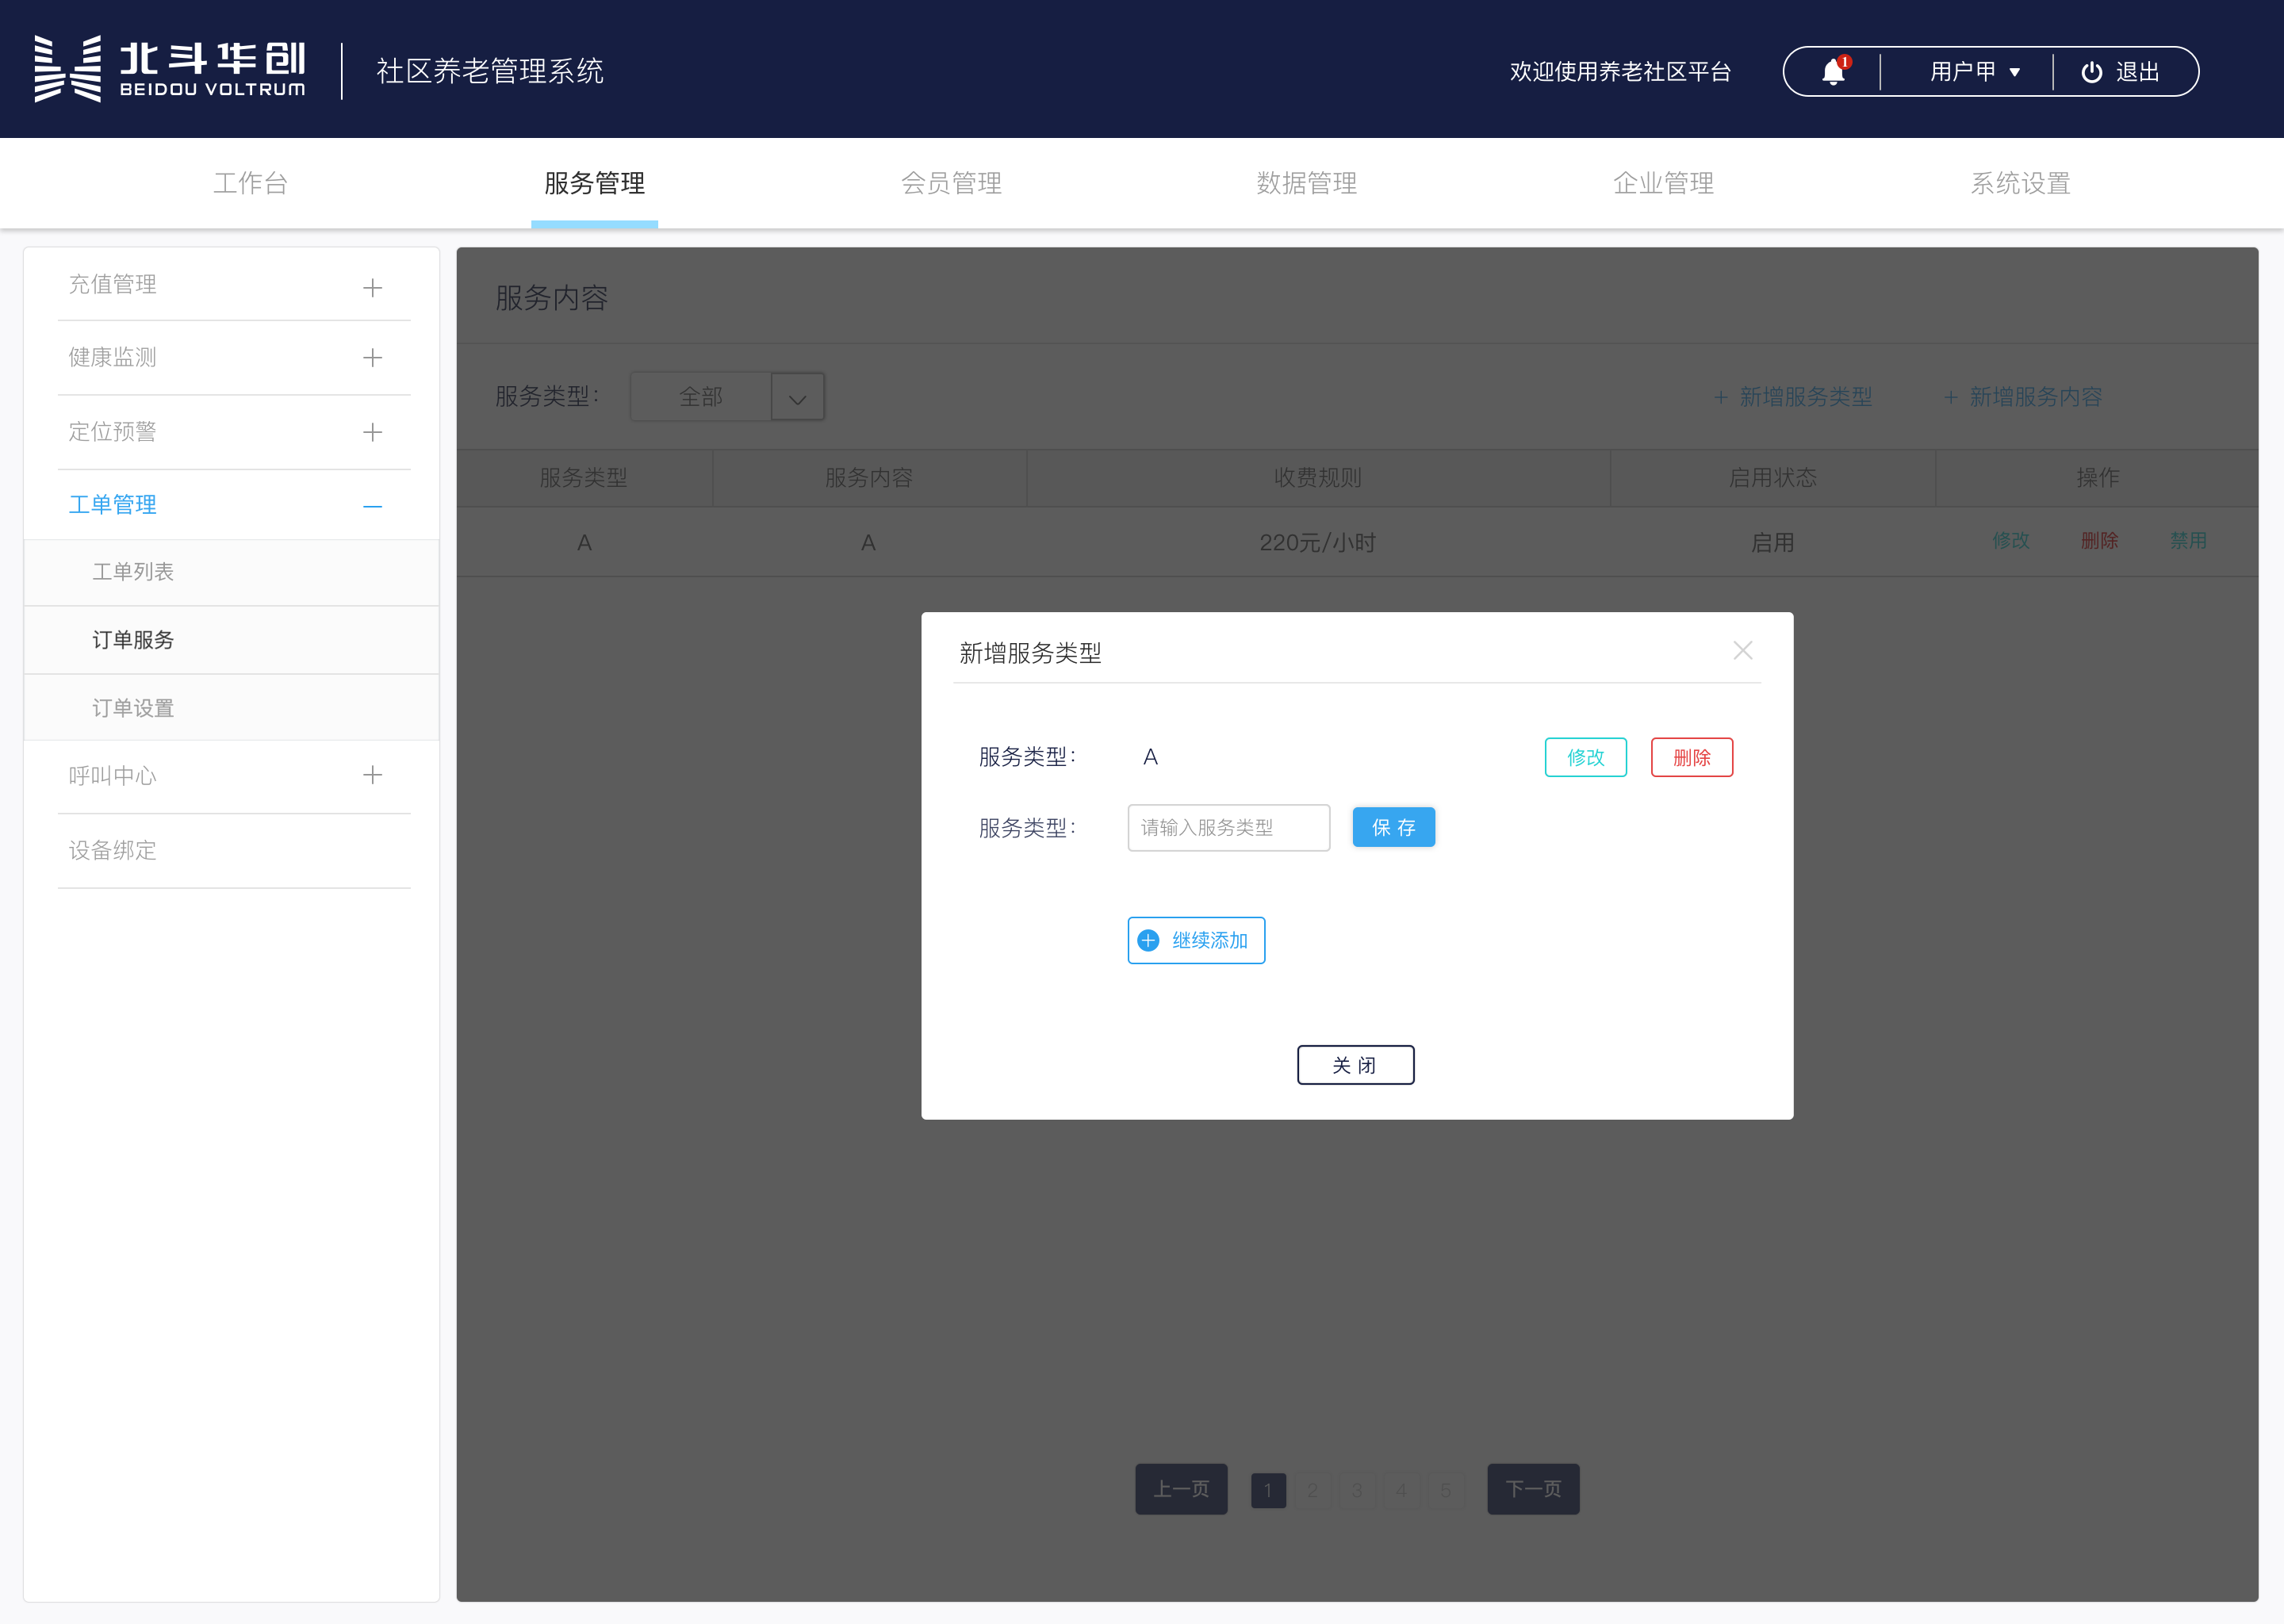 北斗华创
BEIDOU VOLTRUM
社区养老管理系统
欢迎使用养老社区平台
1
用户甲
退出
工作台
服务管理
会员管理
数据管理
企业管理
系统设置
充值管理
健康监测
定位预警
工单管理
工单列表
订单服务
订单设置
呼叫中心
设备绑定
服务内容
服务类型:
全部
+ 新增服务类型
+ 新增服务内容
服务类型
服务内容
收费规则
启用状态
操作
A
A
220元/小时
启用
修改
删除
禁用
新增服务类型
服务类型:
A
修改
删除
服务类型:
请输入服务类型
保 存
继续添加
关 闭
上一页
1
2
3
4
5
下一页